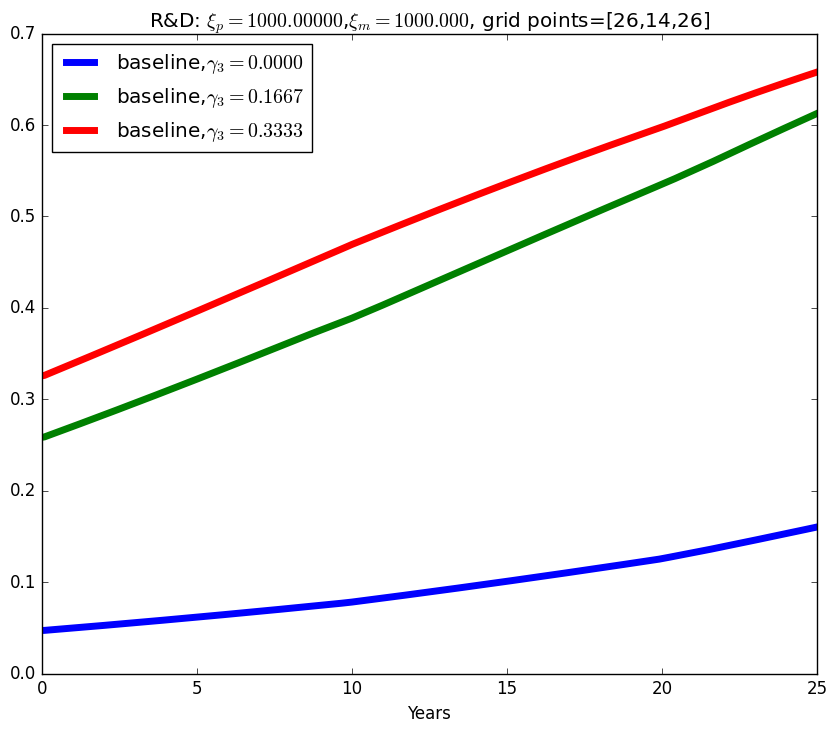 R&D: ξ_p = 1000.00000,ξ_m = 1000.000, grid points=[26,14,26]
0.7
baseline,γ₃ = 0.0000
baseline,γ₃ = 0.1667
baseline,γ₃ = 0.3333
0.6
0.5
0.4
0.3
0.2
0.1
0.0
0 5 10 15 20 25
Years